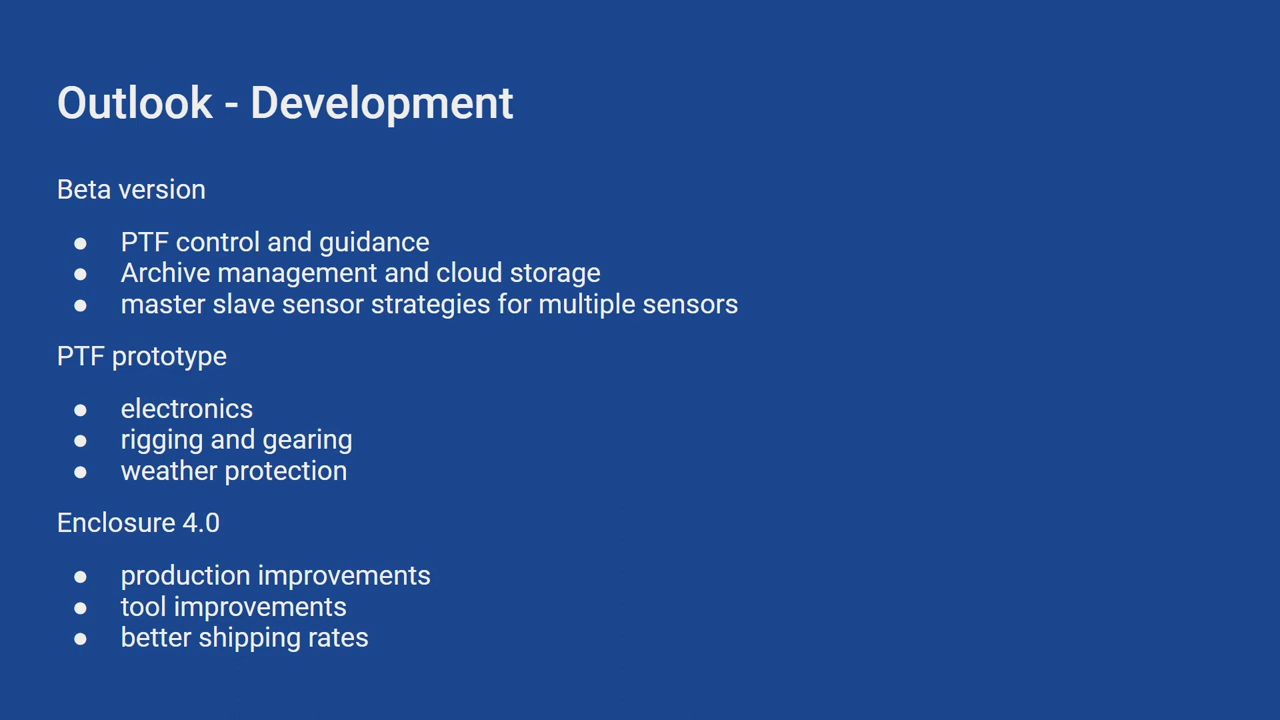 Outlook - Development
Beta version
● PTF control and guidance
● Archive management and cloud storage
● master slave sensor strategies for multiple sensors
PTF prototype
● electronics
● rigging and gearing
● weather protection
Enclosure 4.0
● production improvements
● tool improvements
● better shipping rates